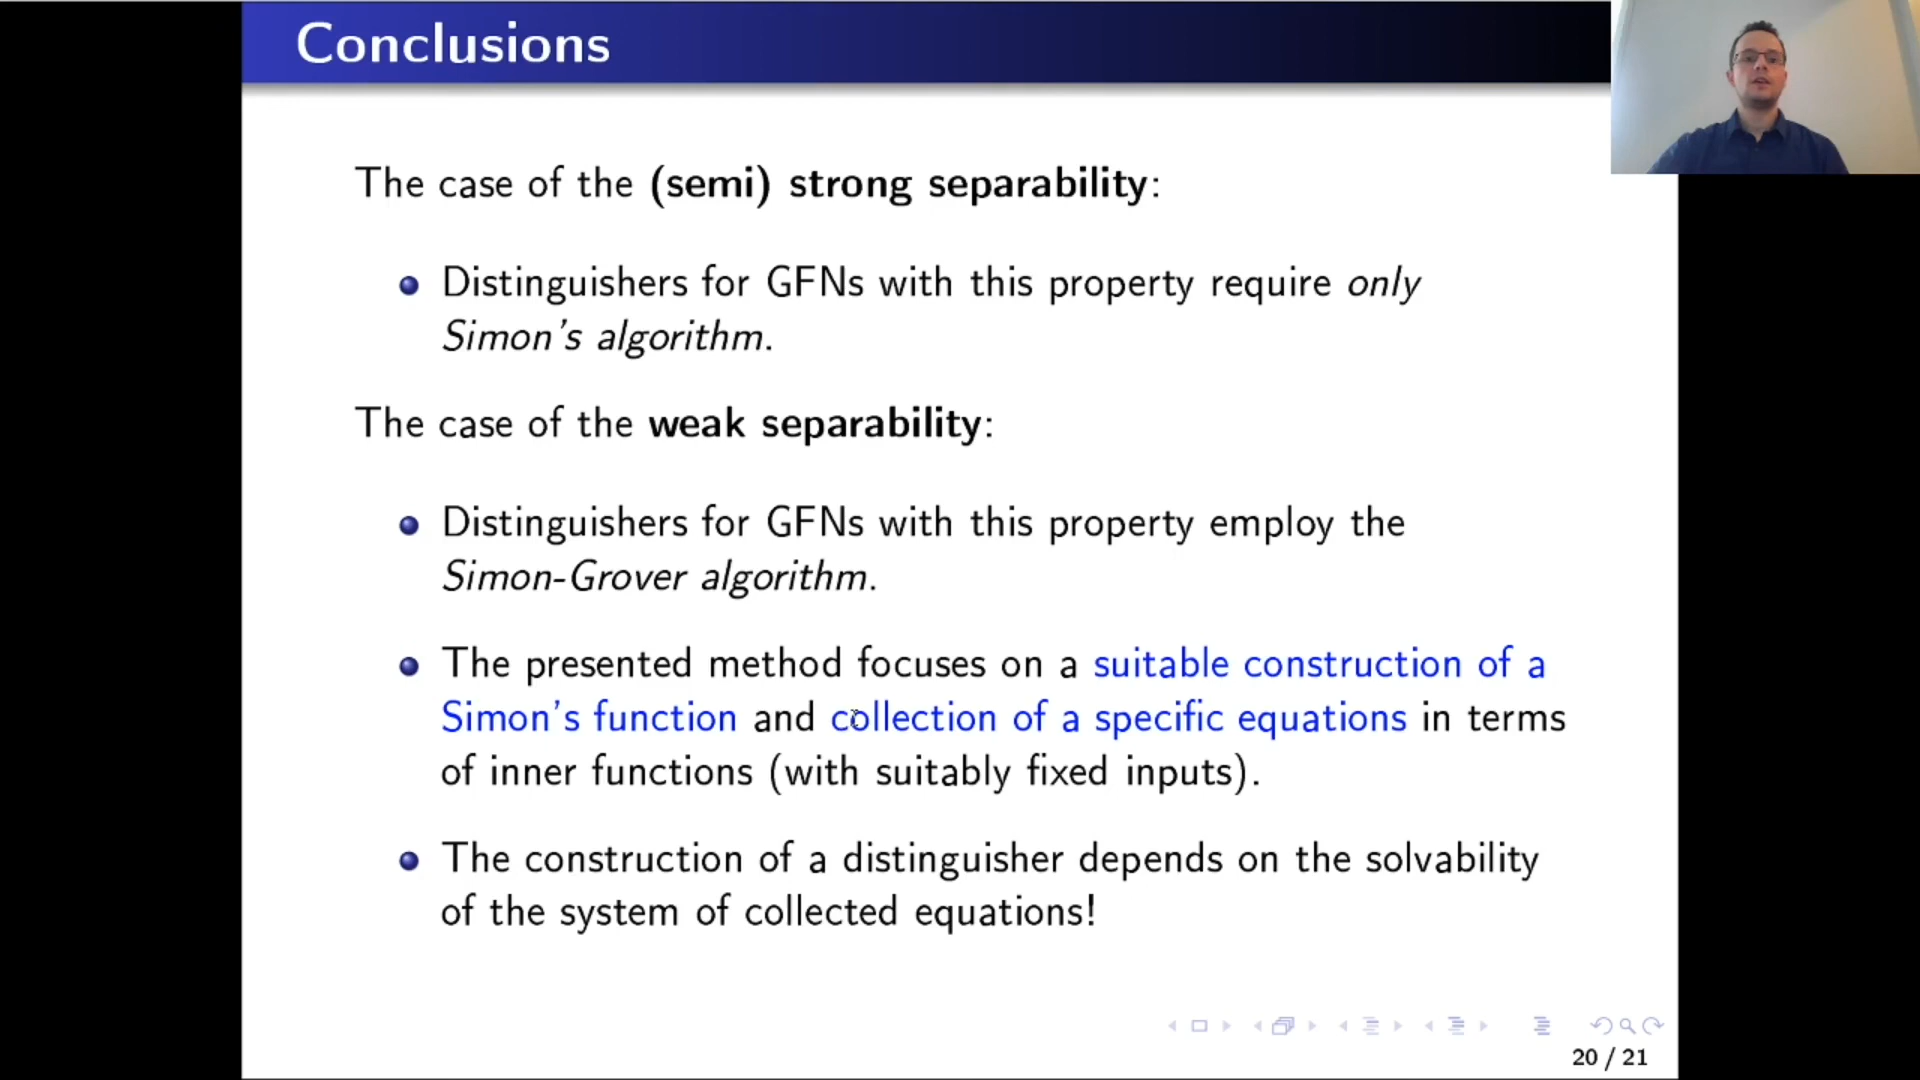 Conclusions
The case of the (semi) strong separability:
Distinguishers for GFNs with this property require only
Simon's algorithm.
The case of the weak separability:
Distinguishers for GFNs with this property employ the
Simon-Grover algorithm.
The presented method focuses on a suitable construction of a
Simon's function and collection of a specific equations in terms
of inner functions (with suitably fixed inputs).
The construction of a distinguisher depends on the solvability
of the system of collected equations!
20 / 21